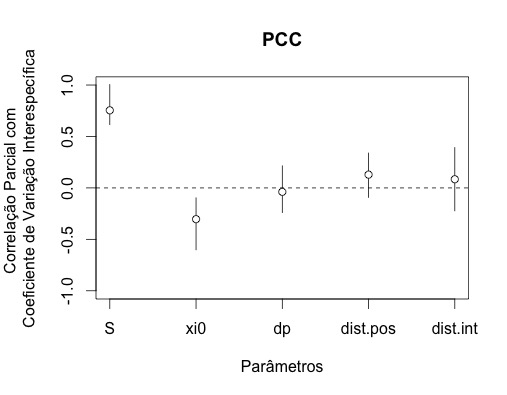 PCC
Correlação Parcial com
Coeficiente de Variação Interespecífica
1.0
0.5
0.0
-0.5
-1.0
S xi0 dp dist.pos dist.int
Parâmetros